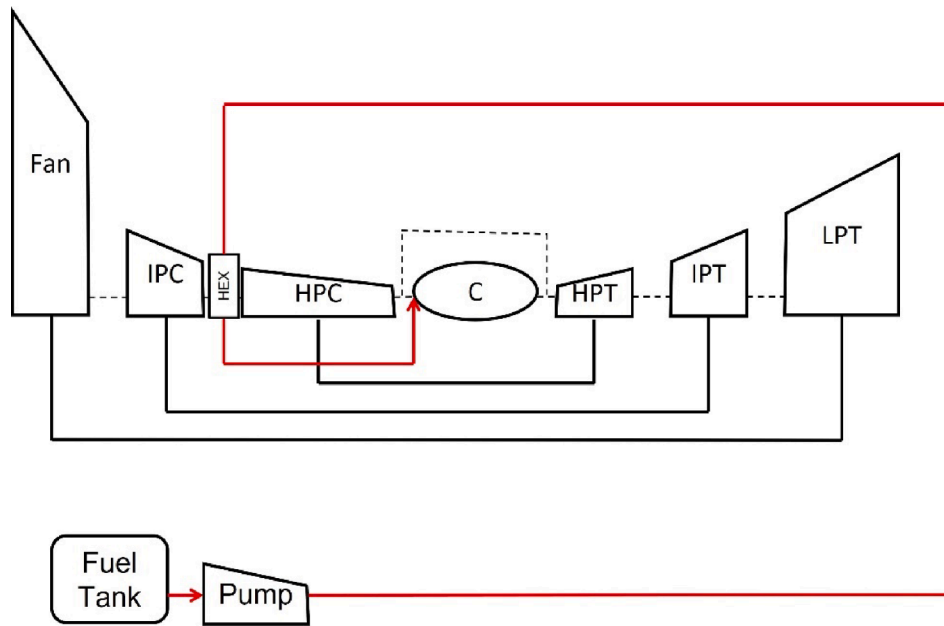 Fan
IPC
HEX
HPC
C
HPT
IPT
LPT
Fuel
Tank
Pump